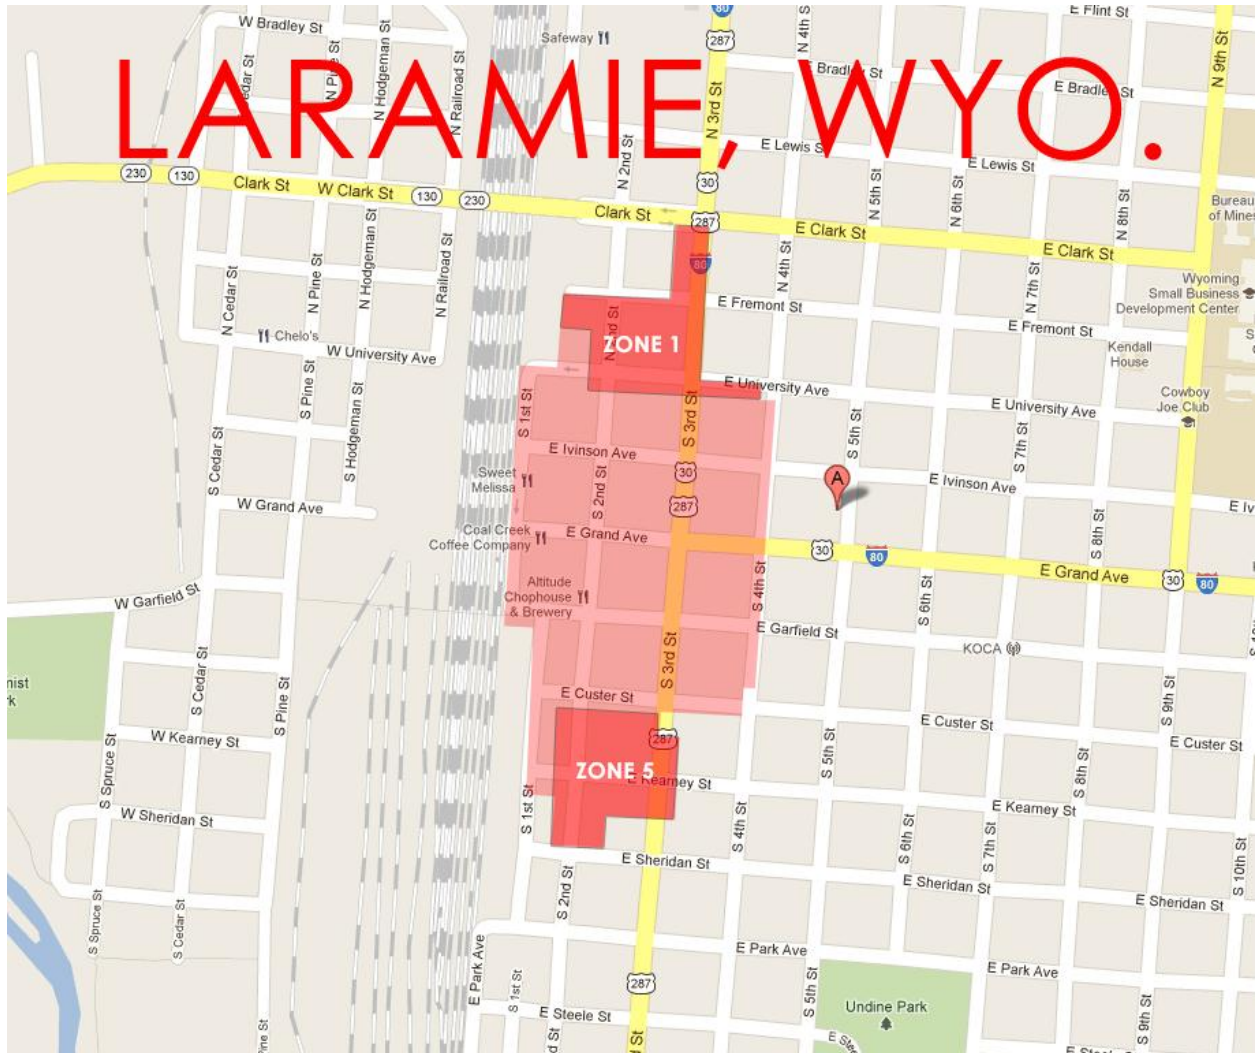 LARAMIE, WYO.
W Bradley St
Safeway
80
287
N 4th S
E Flint St
N 9th St
N Pine St
N Hodgeman St
N Railroad St
N 3rd St
E Bradley St
E Lewis St
N 2nd St
30
230
130
Clark St
W Clark St
130
230
Clark St
287
E Clark St
E Clark St
N 5th St
N 6th St
N 8th St
Bureau
of Mines
N Cedar St
N Pine St
N Hodgeman St
N Railroad St
80
N 4th St
N 7th St
Wyoming
Small Business
Development Center
E Fremont St
E Fremont St
Chelo's
W University Ave
ZONE 1
Kendall
House
E University Ave
E University Ave
Cowboy
Joe Club
S Pine St
S Hodgeman St
S Cedar St
S 1st St
S 3rd St
S 5th St
S 7th St
E Ivinson Ave
E Ivinson Ave
Sweet
Melissa
30
A
S 2nd St
287
W Grand Ave
Coal Creek
Coffee Company
E Grand Ave
30
80
S 8th St
E Grand Ave
30
80
Altitude
Chophouse
& Brewery
S 4th St
S 6th St
W Garfield St
E Garfield St
KOCA
S Cedar St
S Pine St
S 3rd St
E Custer St
S 9th St
E Custer St
E Custer St
W Kearney St
287
S Spruce St
S 5th St
S 8th St
ZONE 5
E Kearney St
E Kearney St
W Sheridan St
S 1st St
S 4th St
S 6th St
S 7th St
E Sheridan St
E Sheridan St
E Sheridan St
S 10th St
S Spruce St
S Cedar St
S 2nd St
E Park Ave
E Park Ave
E Park Ave
S 1st St
287
S 5th St
Undine Park
S 9th St
E Steele St